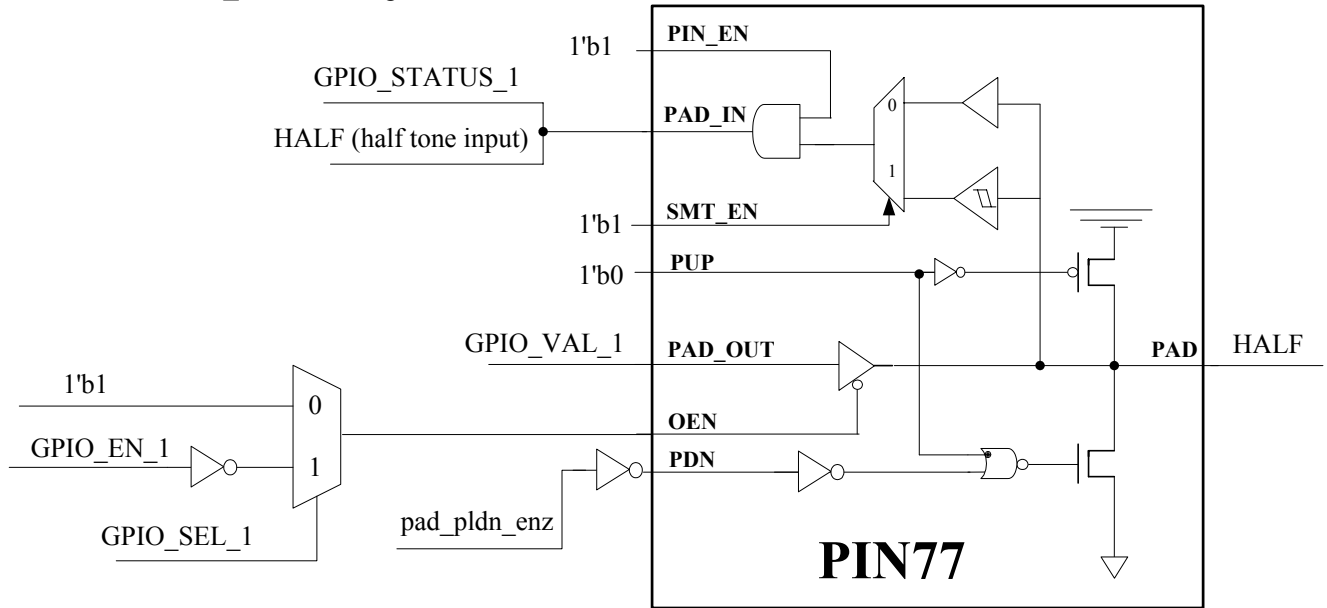 1'b1
PIN_EN
GPIO_STATUS_1
PAD_IN
HALF (half tone input)
0
1
SMT_EN
1'b1
1'b0
PUP
GPIO_VAL_1
PAD_OUT
PAD
HALF
1'b1
0
OEN
GPIO_EN_1
1
PDN
pad_pldn_enz
GPIO_SEL_1
PIN77